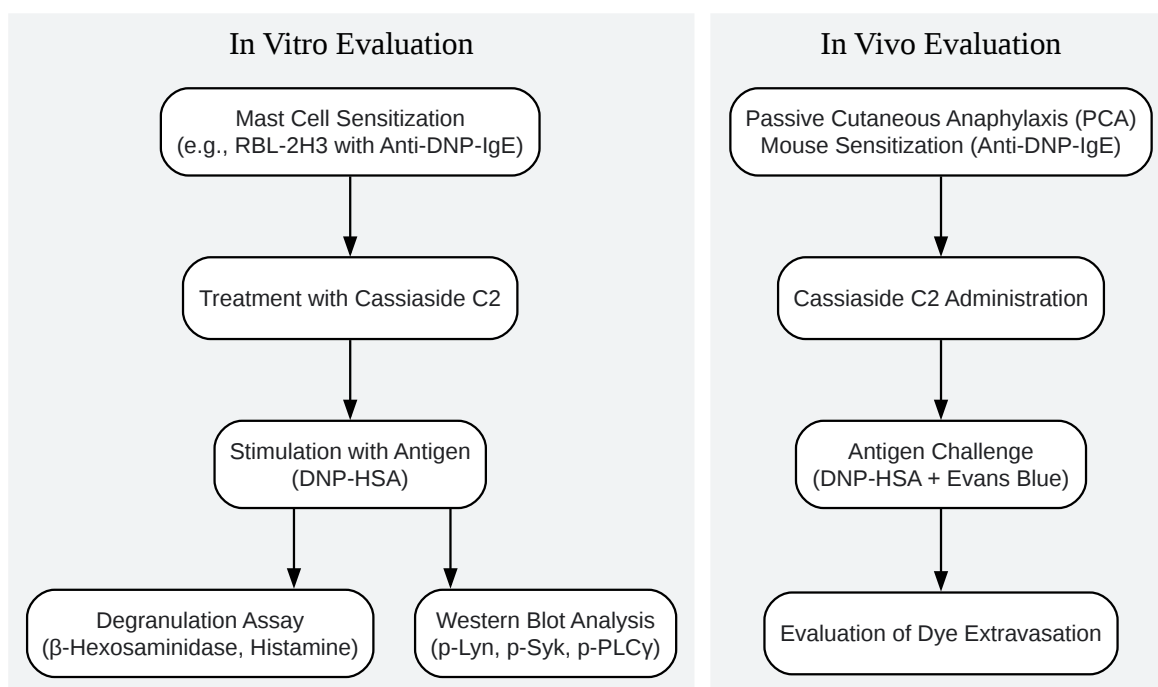 In Vitro Evaluation
Mast Cell Sensitization
(e.g., RBL-2H3 with Anti-DNP-IgE)
Treatment with Cassiaside C2
Stimulation with Antigen
(DNP-HSA)
Degranulation Assay
(β-Hexosaminidase, Histamine)
Western Blot Analysis
(p-Lyn, p-Syk, p-PLCγ)
In Vivo Evaluation
Passive Cutaneous Anaphylaxis (PCA)
Mouse Sensitization (Anti-DNP-IgE)
Cassiaside C2 Administration
Antigen Challenge
(DNP-HSA + Evans Blue)
Evaluation of Dye Extravasation